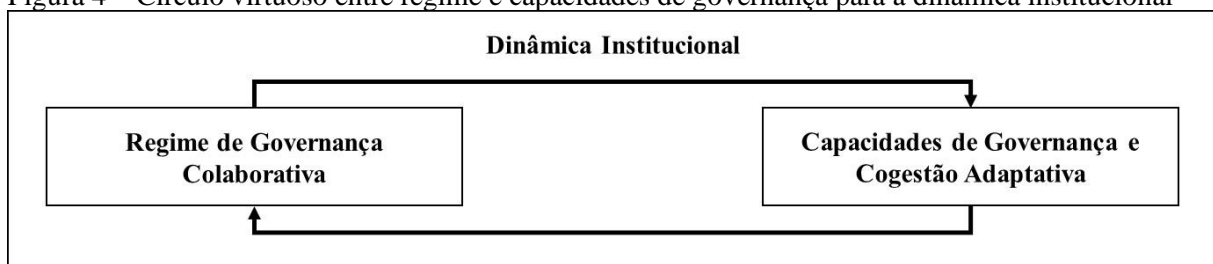 Figura 4 – Círculo virtuoso entre regime e capacidades de governança para a dinâmica institucional
Dinâmica Institucional
Regime de Governança
Colaborativa
Capacidades de Governança e
Cogestão Adaptativa